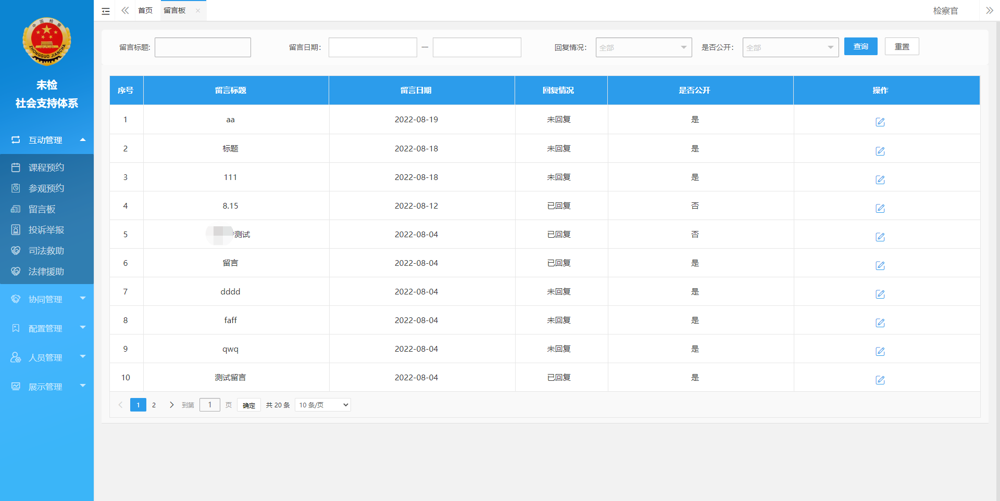 中国检察
ZHONGGUO JIANCHA
未检
社会支持体系
互动管理
课程预约
参观预约
留言板
投诉举报
司法救助
法律援助
协同管理
配置管理
人员管理
展示管理
首页 留言板 检察官
留言标题: 留言日期: — 回复情况: 全部 是否公开: 全部 查询 重置
序号 留言标题 留言日期 回复情况 是否公开 操作
1 aa 2022-08-19 未回复 是
2 标题 2022-08-18 未回复 是
3 111 2022-08-18 未回复 是
4 8.15 2022-08-12 已回复 否
5 测试 2022-08-04 已回复 否
6 留言 2022-08-04 已回复 是
7 dddd 2022-08-04 未回复 是
8 faff 2022-08-04 未回复 是
9 qwq 2022-08-04 未回复 是
10 测试留言 2022-08-04 已回复 是
1 2 到第 1 页 确定 共 20 条 10 条/页